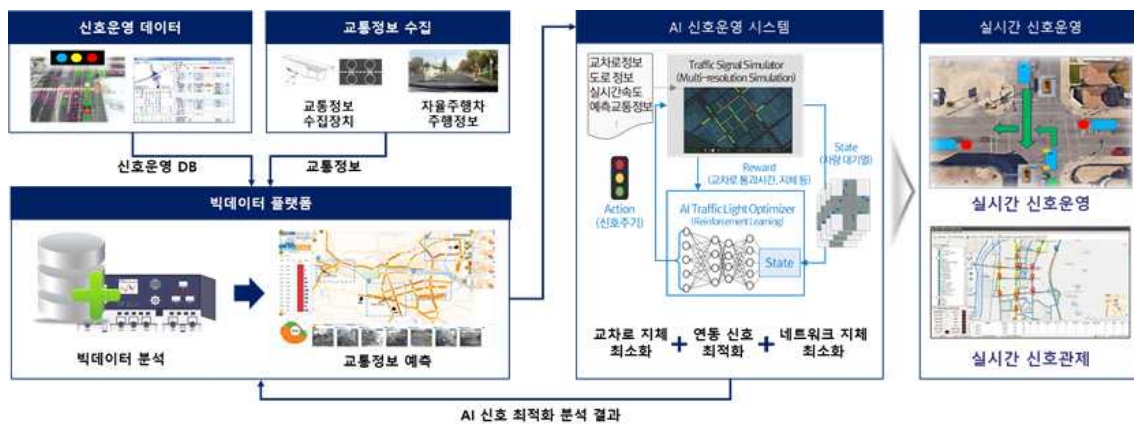 신호운영 데이터
교통정보 수집
교통정보
수집장치
자율주행차
주행정보
신호운영 DB
교통정보
빅데이터 플랫폼
빅데이터 분석
교통정보 예측
AI 신호 최적화 분석 결과
AI 신호운영 시스템
교차로정보
도로정보
실시간속도
예측교통정보
Traffic Signal Simulator
(Multi-resolution Simulation)
State
(차량 대기열)
Reward
(교차로 통과시간, 지체 등)
Action
(신호주기)
AI Traffic Light Optimizer
(Reinforcement Learning)
State
교차로 지체
최소화
+
연동 신호
최적화
+
네트워크 지체
최소화
실시간 신호운영
실시간 신호운영
실시간 신호관제